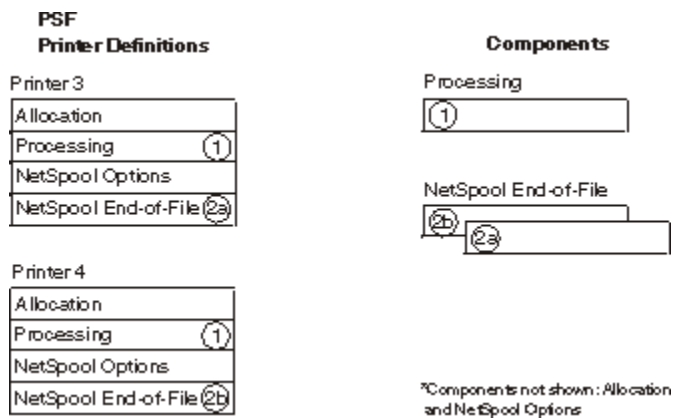 PSF
Printer Definitions
Printer 3
Allocation
Processing 1
NetSpool Options
NetSpool End-of-File 2a
Printer 4
Allocation
Processing 1
NetSpool Options
NetSpool End-of-File 2b
Components
Processing
1
NetSpool End-of-File
2b
2a
*Components not shown: Allocation
and NetSpool Options